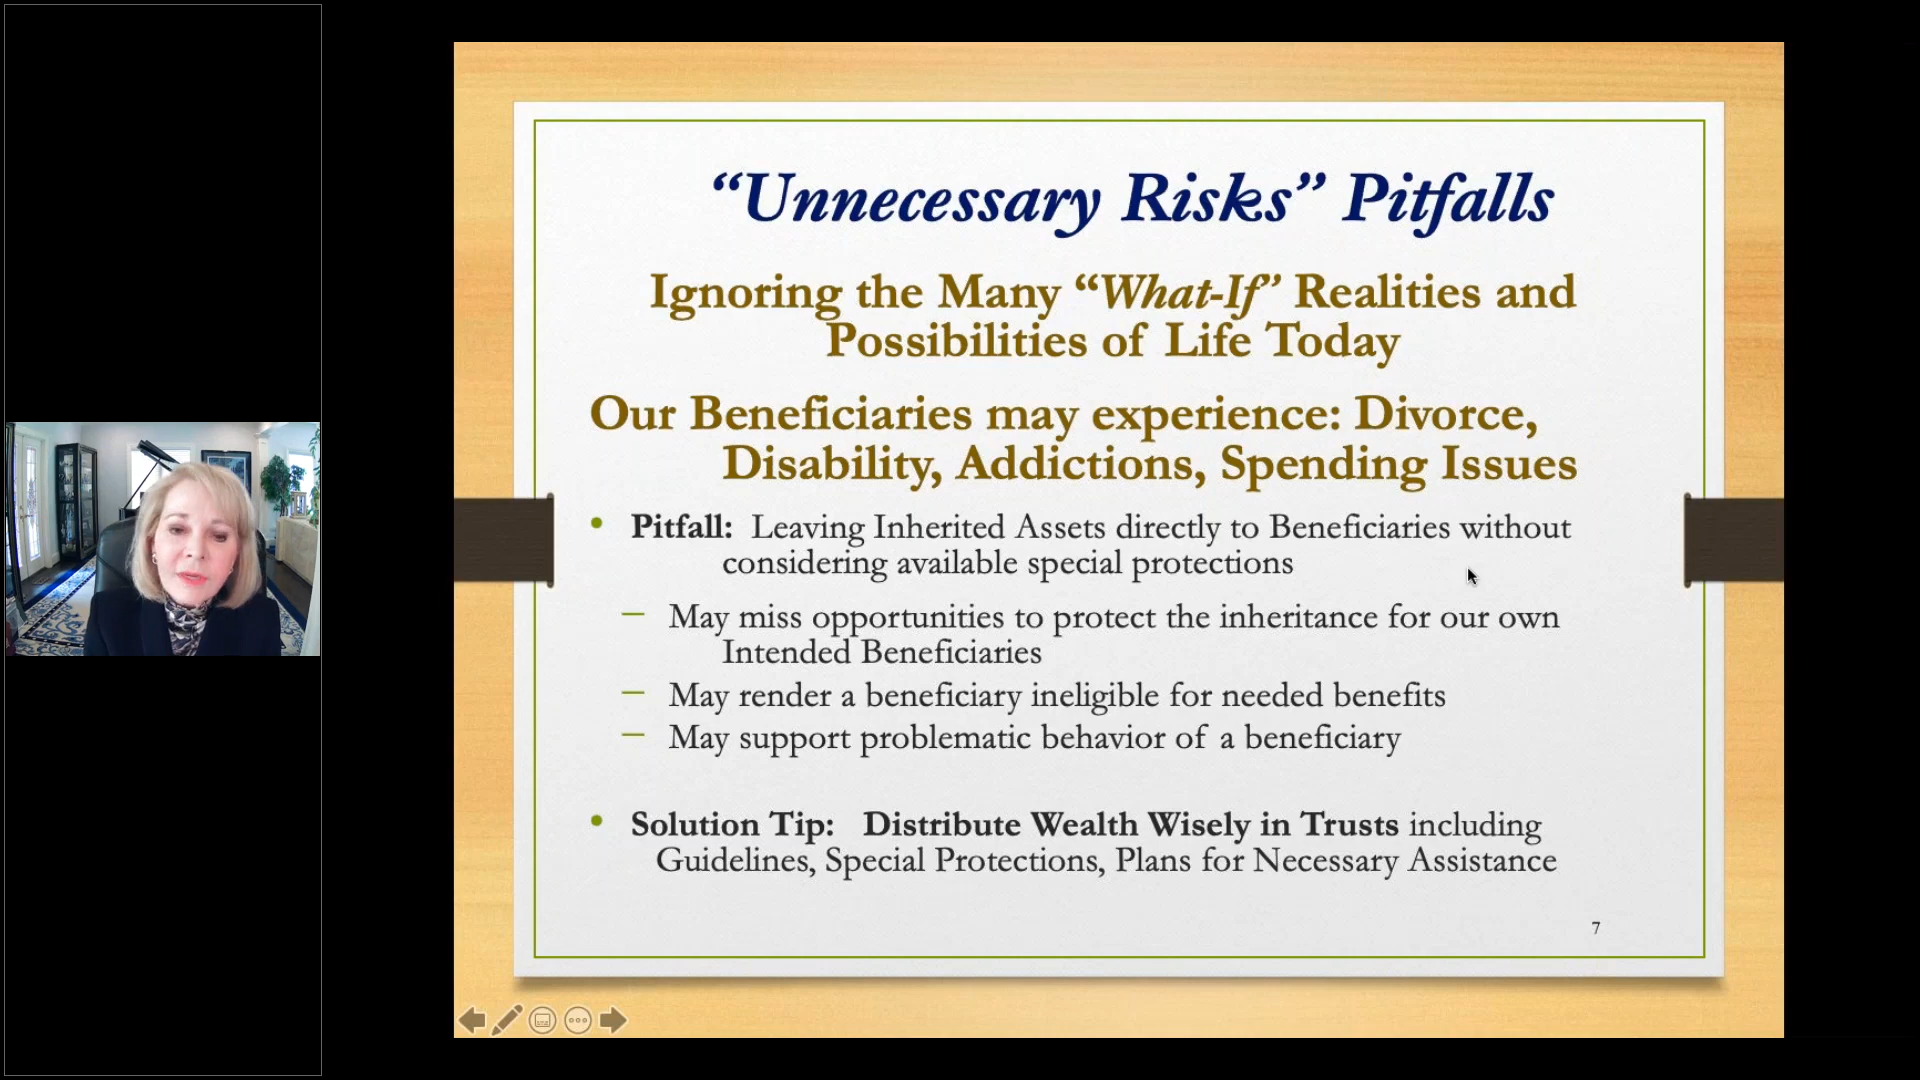 “Unnecessary Risks” Pitfalls
Ignoring the Many “What-If” Realities and
Possibilities of Life Today
Our Beneficiaries may experience: Divorce,
Disability, Addictions, Spending Issues
• Pitfall: Leaving Inherited Assets directly to Beneficiaries without
considering available special protections
– May miss opportunities to protect the inheritance for our own
Intended Beneficiaries
– May render a beneficiary ineligible for needed benefits
– May support problematic behavior of a beneficiary
• Solution Tip: Distribute Wealth Wisely in Trusts including
Guidelines, Special Protections, Plans for Necessary Assistance
7